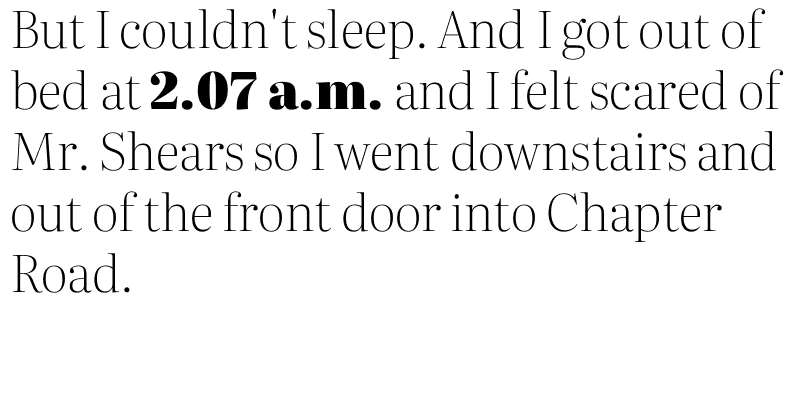 But I couldn't sleep. And I got out of
bed at 2.07 a.m. and I felt scared of
Mr. Shears so I went downstairs and
out of the front door into Chapter
Road.